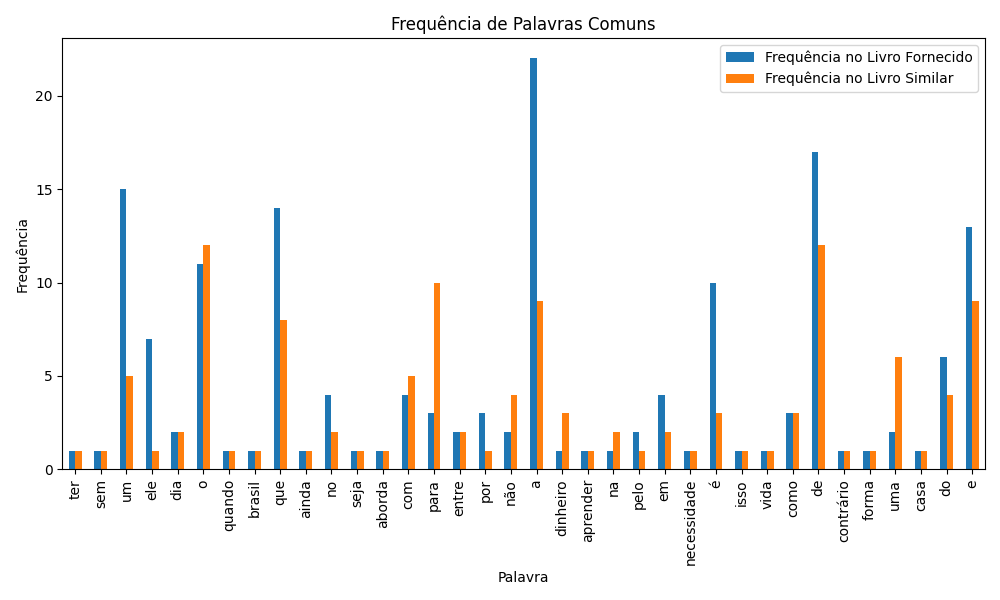 Frequência de Palavras Comuns
Frequência no Livro Fornecido
Frequência no Livro Similar
Frequência
20
15
10
5
0
ter
sem
um
ele
dia
o
quando
brasil
que
ainda
no
seja
aborda
com
para
entre
por
não
a
dinheiro
aprender
na
pelo
em
necessidade
é
isso
vida
como
de
contrário
forma
uma
casa
do
e
Palavra